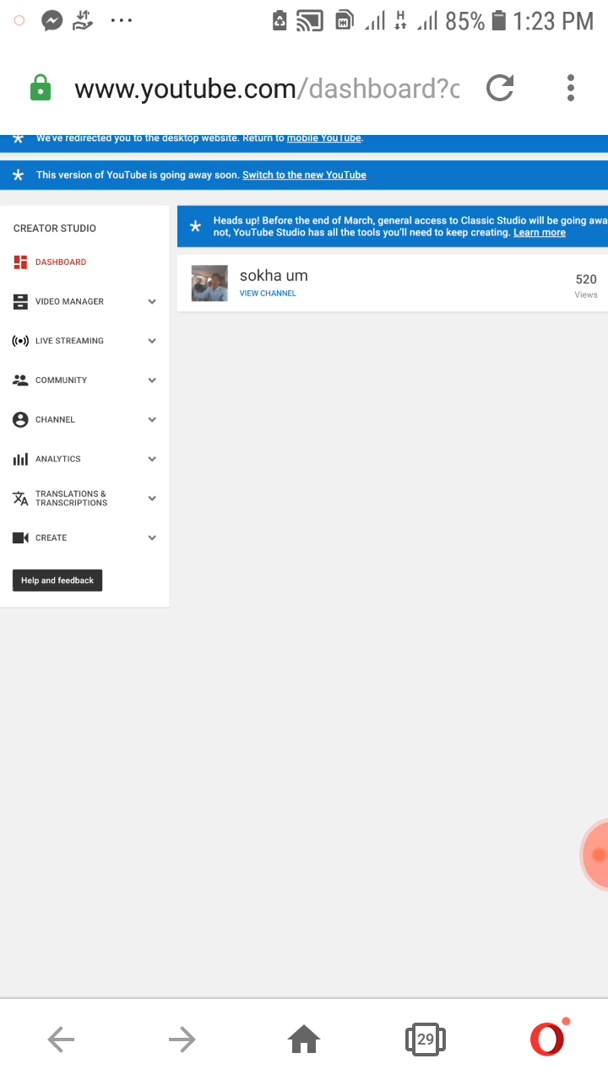 85% 1:23 PM
www.youtube.com/dashboard?c
We've redirected you to the desktop website. Return to mobile YouTube.
This version of YouTube is going away soon. Switch to the new YouTube
CREATOR STUDIO
Heads up! Before the end of March, general access to Classic Studio will be going awa
not, YouTube Studio has all the tools you'll need to keep creating. Learn more
DASHBOARD
sokha um
VIEW CHANNEL
520
Views
VIDEO MANAGER
LIVE STREAMING
COMMUNITY
CHANNEL
ANALYTICS
TRANSLATIONS &
TRANSCRIPTIONS
CREATE
Help and feedback
29